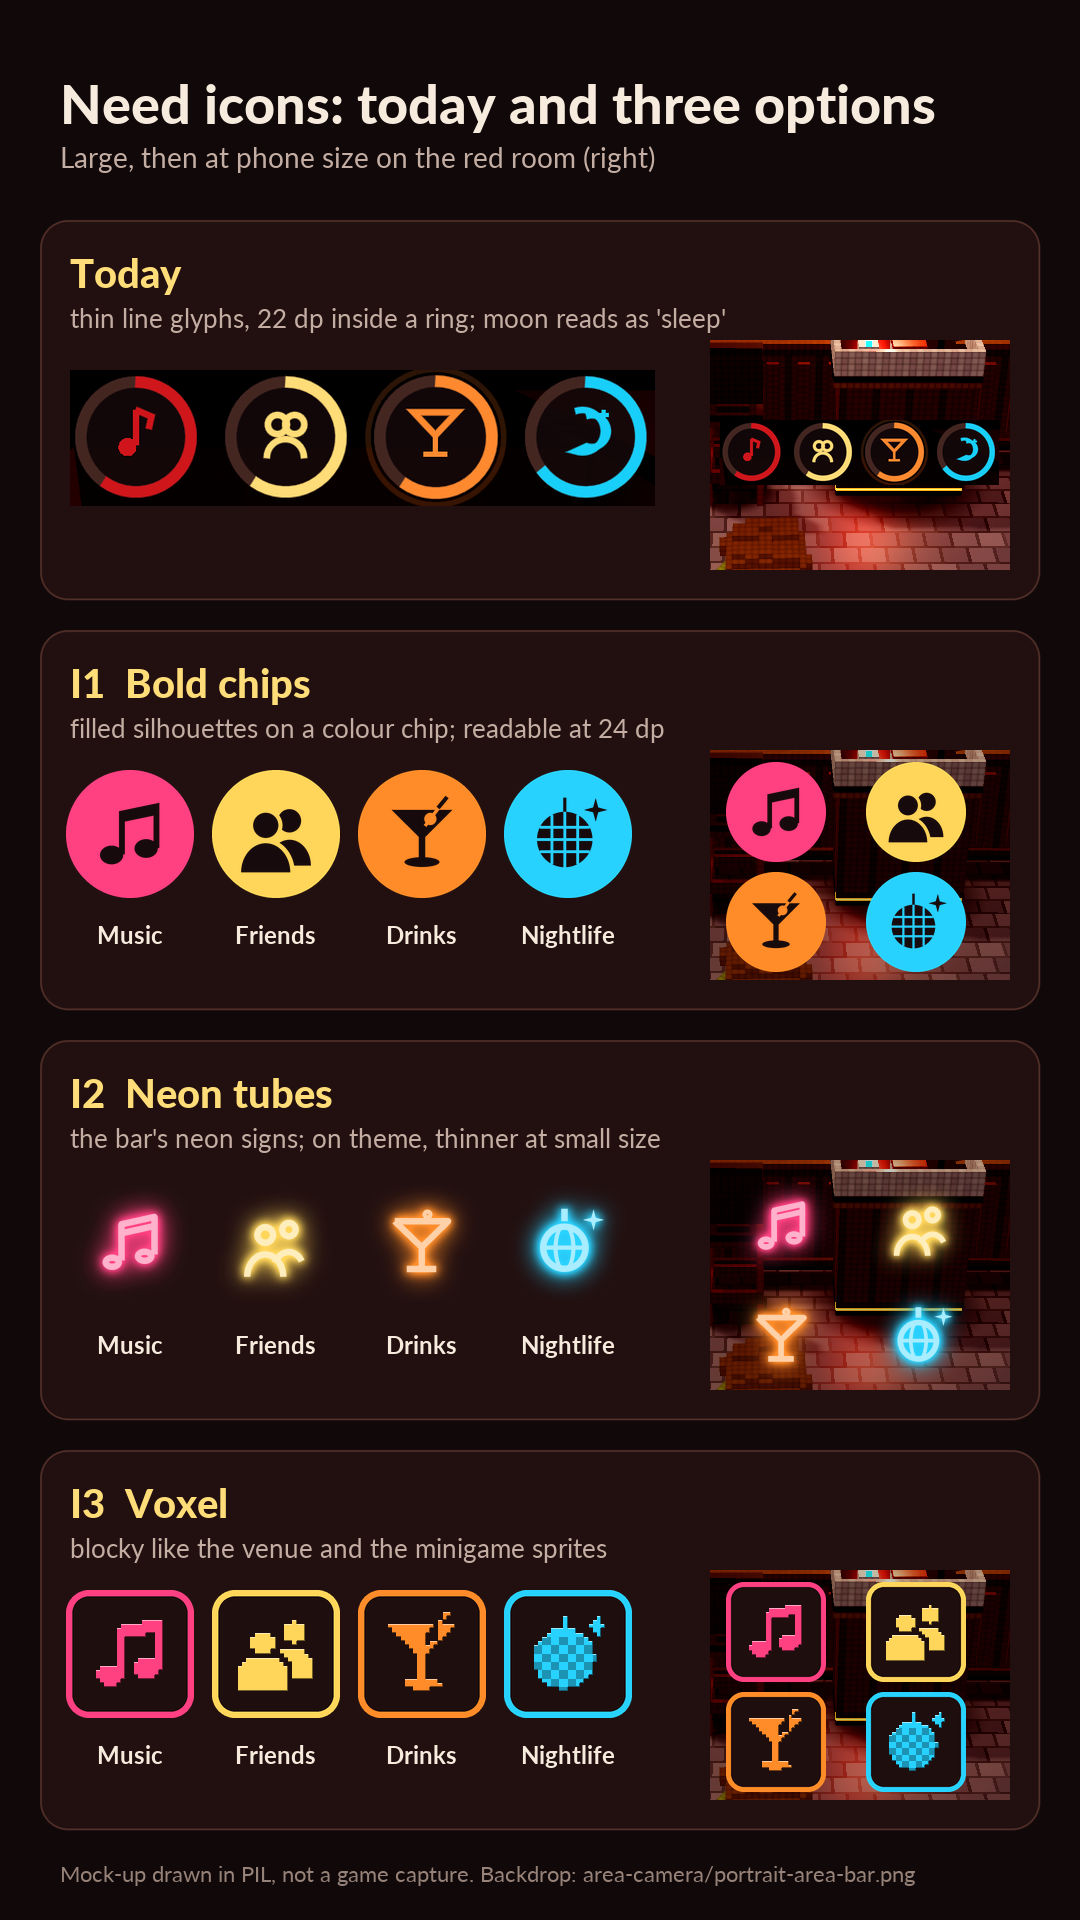 Need icons: today and three options
Large, then at phone size on the red room (right)
Today
thin line glyphs, 22 dp inside a ring; moon reads as 'sleep'
I1 Bold chips
filled silhouettes on a colour chip; readable at 24 dp
Music Friends Drinks Nightlife
I2 Neon tubes
the bar's neon signs; on theme, thinner at small size
Music Friends Drinks Nightlife
I3 Voxel
blocky like the venue and the minigame sprites
Music Friends Drinks Nightlife
Mock-up drawn in PIL, not a game capture. Backdrop: area-camera/portrait-area-bar.png